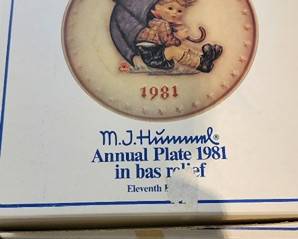 1981
M.J. Hummel®
Annual Plate 1981
in bas relief
Eleventh